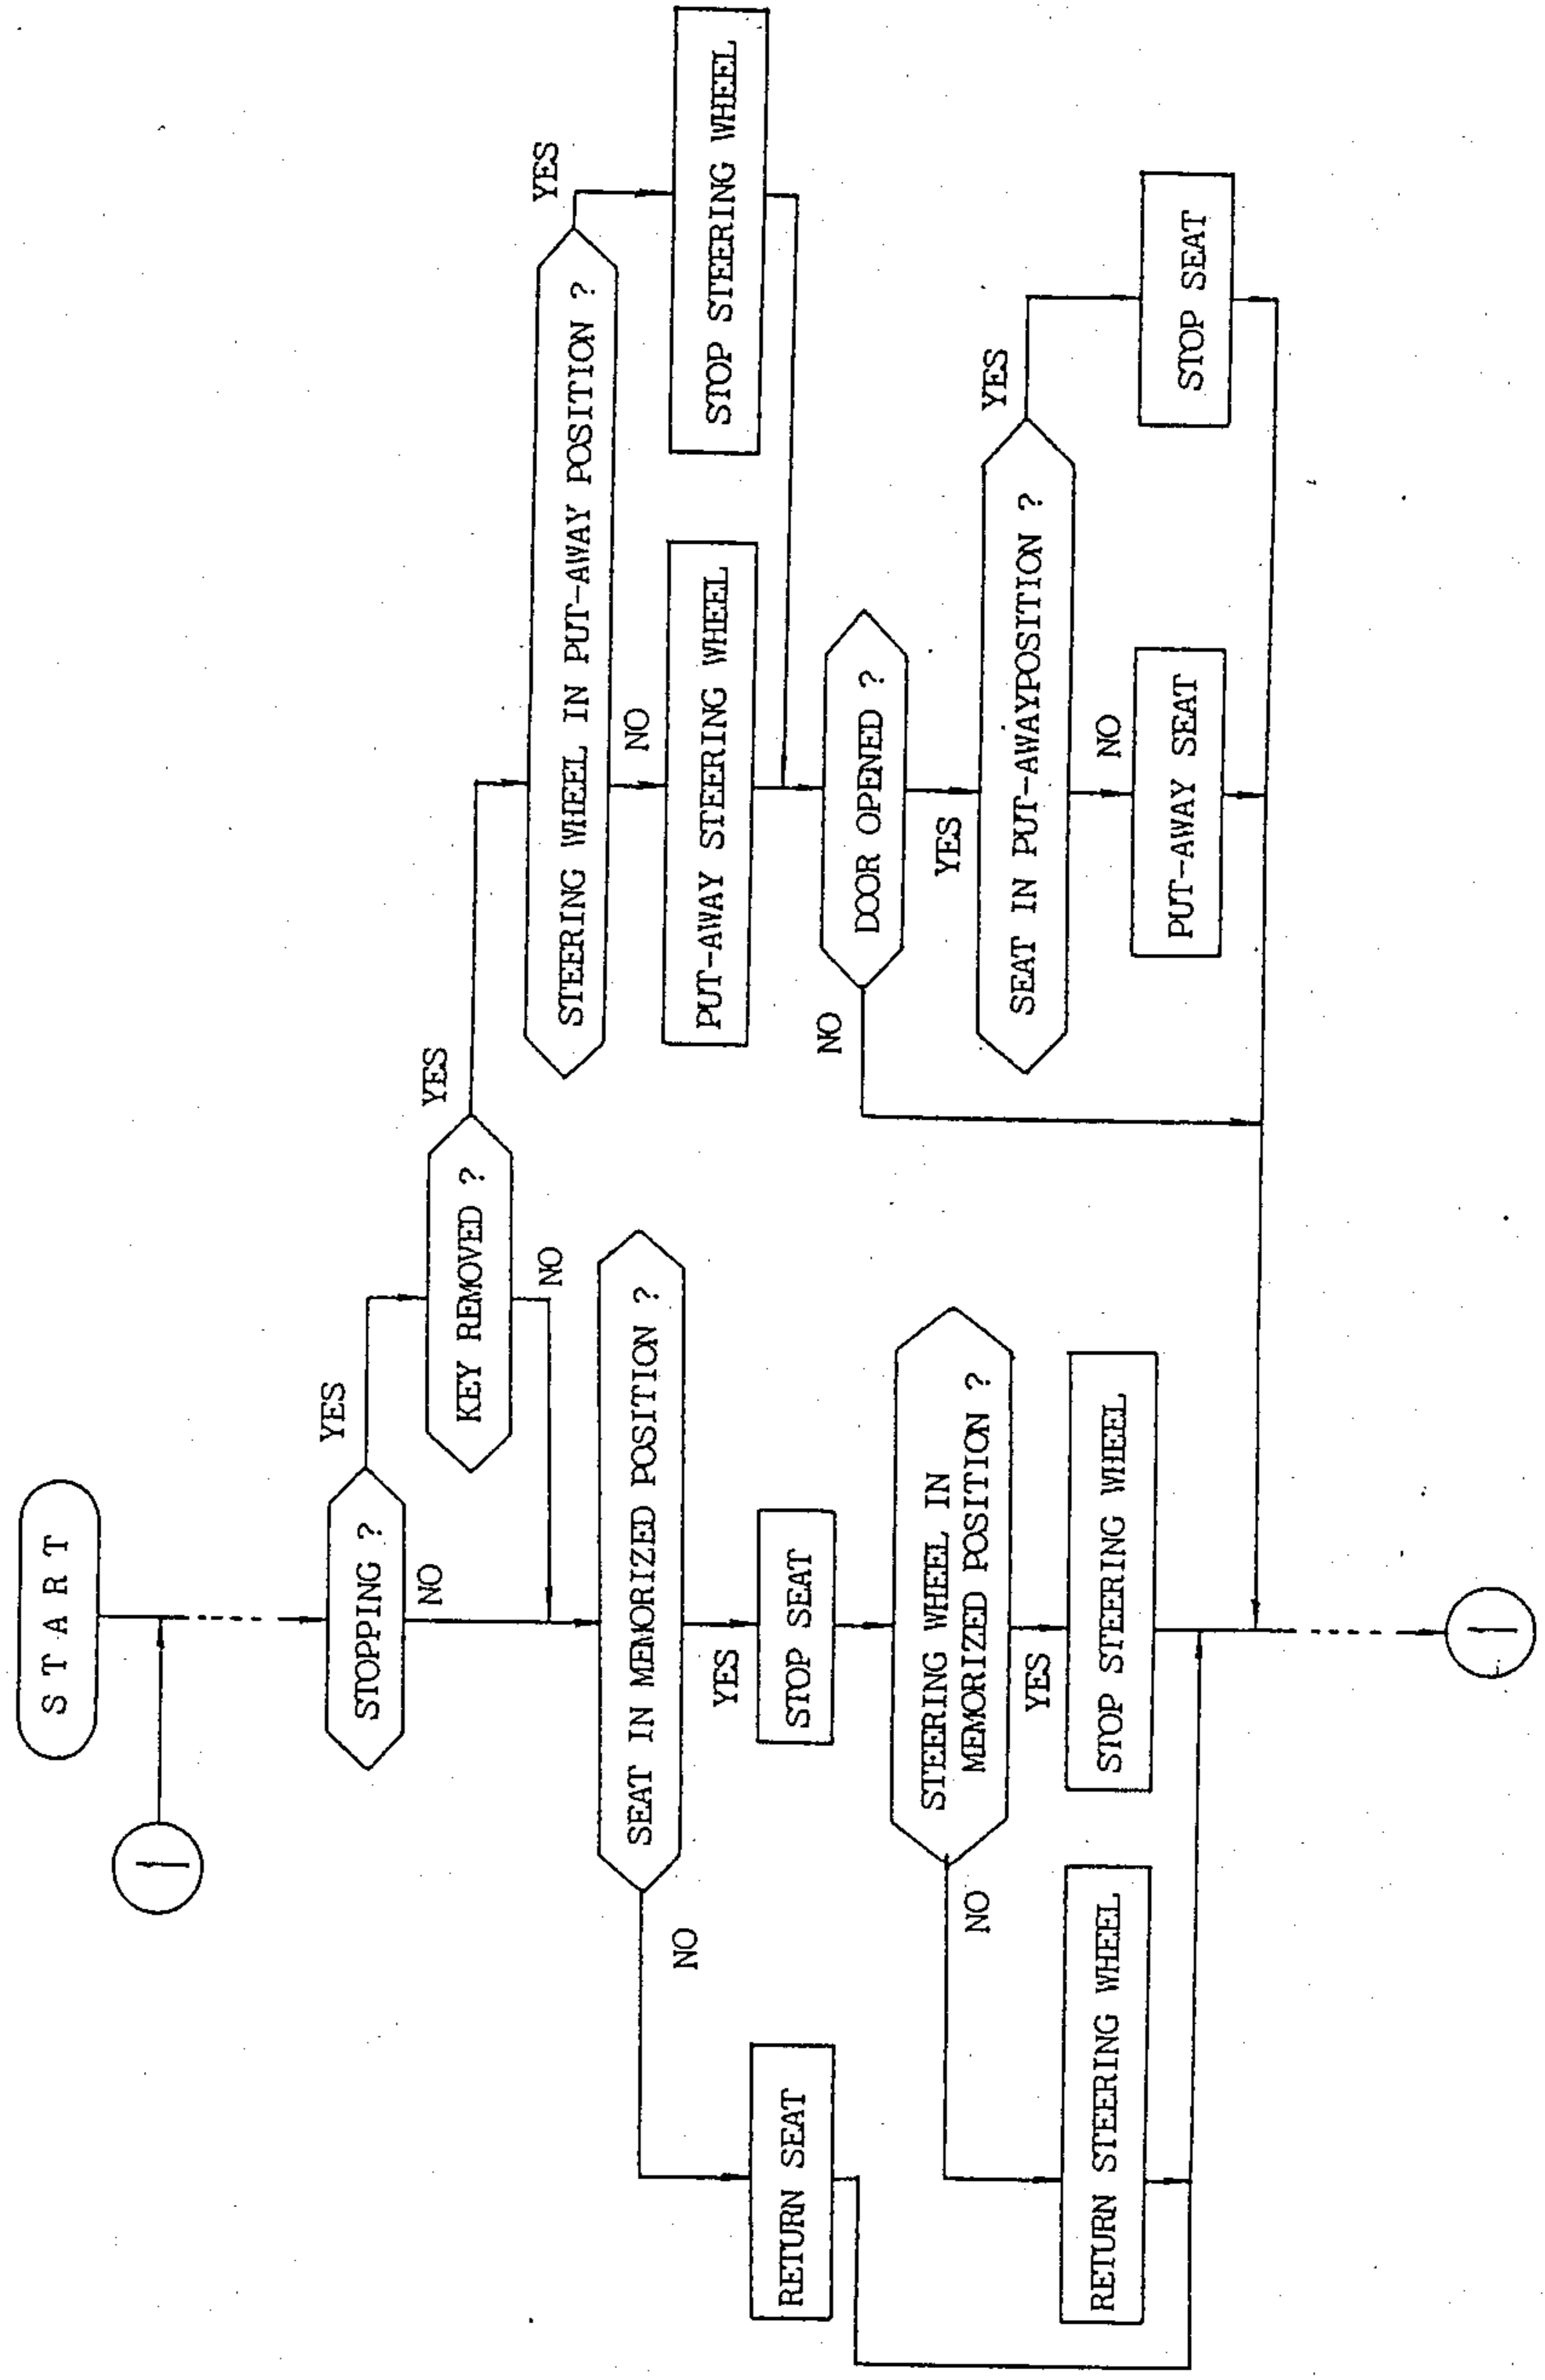 S T A R T
1
STOPPING ?
YES
NO
KEY REMOVED ?
YES
NO
SEAT IN MEMORIZED POSITION ?
NO
YES
RETURN SEAT
STOP SEAT
STEERING WHEEL IN
MEMORIZED POSITION ?
NO
YES
RETURN STEERING WHEEL
STOP STEERING WHEEL
STEERING WHEEL IN PUT-AWAY POSITION ?
YES
NO
PUT-AWAY STEERING WHEEL
STOP STEERING WHEEL
DOOR OPENED ?
NO
YES
SEAT IN PUT-AWAYPOSITION ?
YES
NO
PUT-AWAY SEAT
STOP SEAT
1